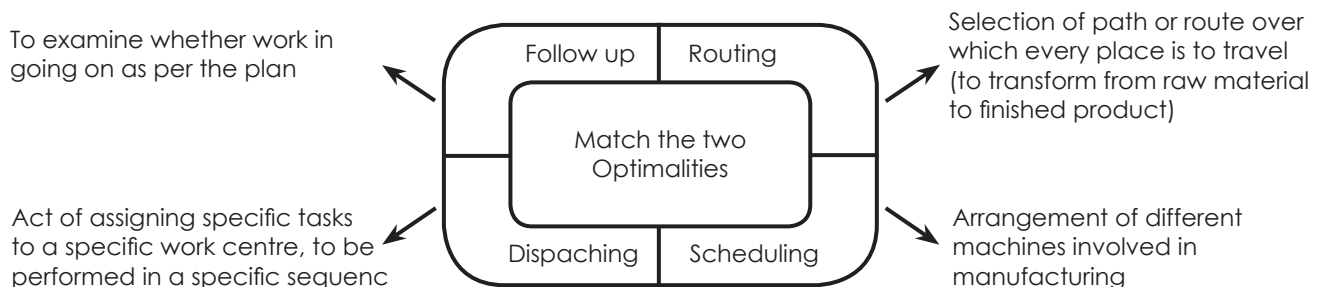 To examine whether work in
going on as per the plan
Follow up
Routing
Selection of path or route over
which every place is to travel
(to transform from raw material
to finished product)
Match the two
Optimalities
Act of assigning specific tasks
to a specific work centre, to be
performed in a specific sequenc
Dispaching
Scheduling
Arrangement of different
machines involved in
manufacturing